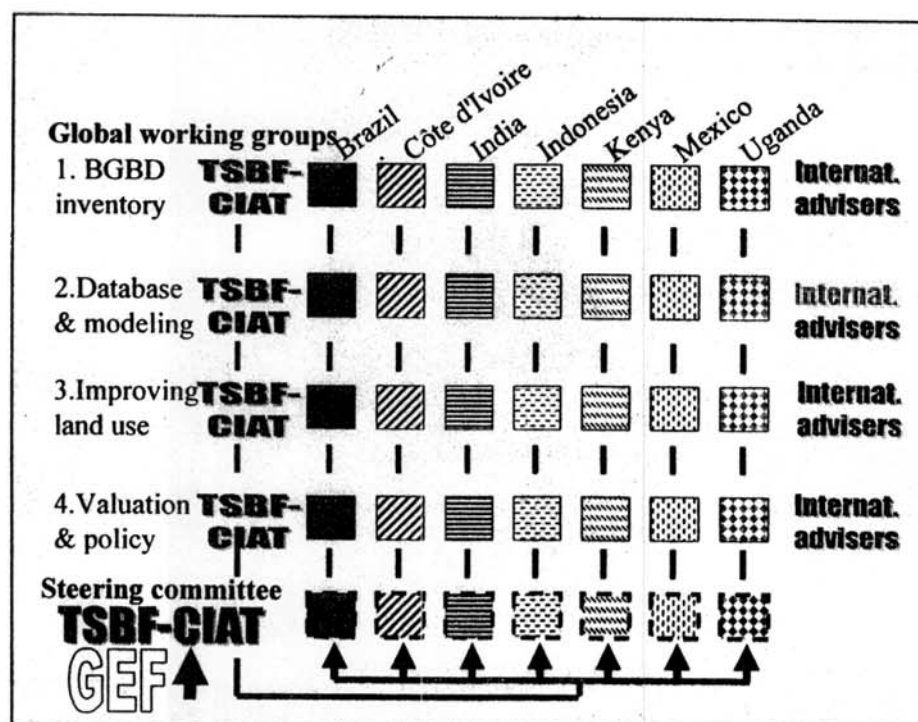 Brazil
Côte d'Ivoire
India
Indonesia
Kenya
Mexico
Uganda
Global working groups
1. BGBD
inventory
TSBF-
CIAT
Internat.
advisers
2.Database
& modeling
TSBF-
CIAT
Internat.
advisers
3.Improving
land use
TSBF-
CIAT
Internat.
advisers
4.Valuation
& policy
TSBF-
CIAT
Internat.
advisers
Steering committee
TSBF-CIAT
GEF